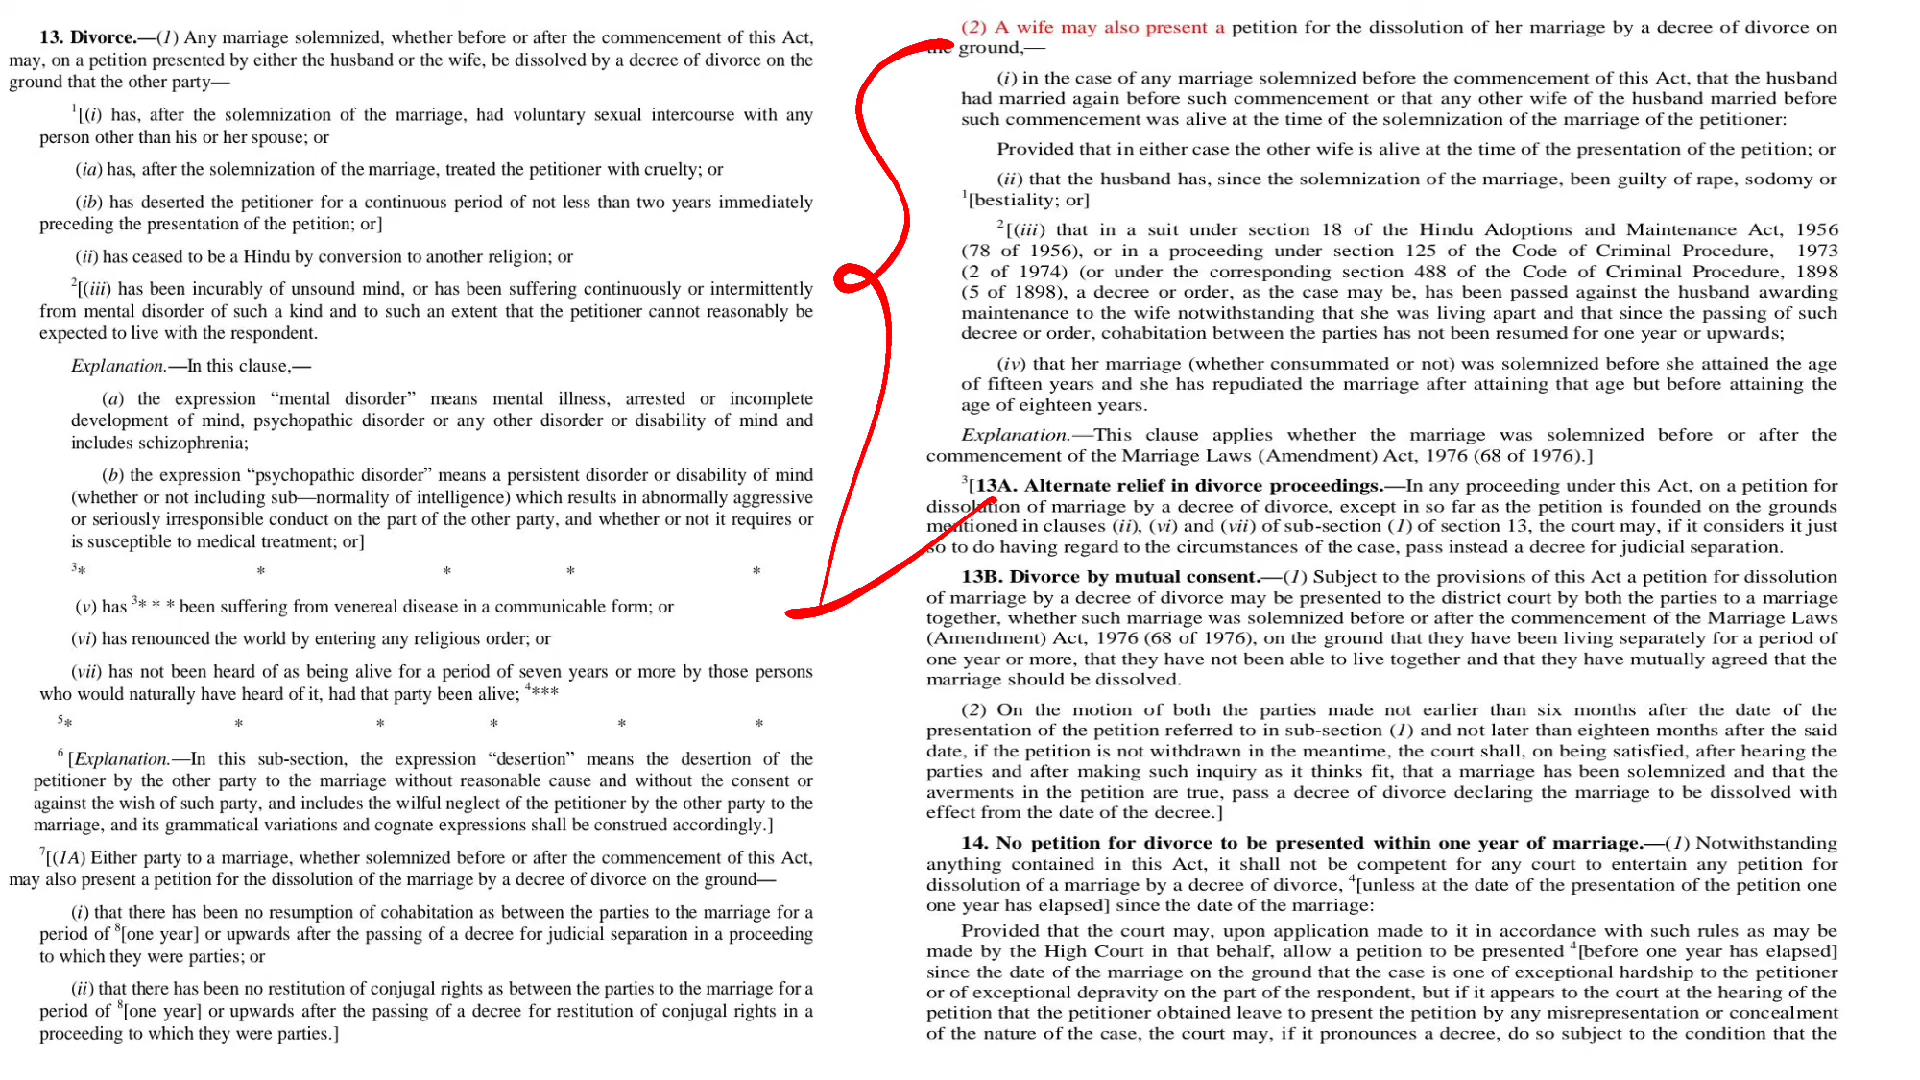 13. Divorce.—(1) Any marriage solemnized, whether before or after the commencement of this Act,
may, on a petition presented by either the husband or the wife, be dissolved by a decree of divorce on the
ground that the other party—
1[(i) has, after the solemnization of the marriage, had voluntary sexual intercourse with any
person other than his or her spouse; or
(ia) has, after the solemnization of the marriage, treated the petitioner with cruelty; or
(ib) has deserted the petitioner for a continuous period of not less than two years immediately
preceding the presentation of the petition; or]
(ii) has ceased to be a Hindu by conversion to another religion; or
2[(iii) has been incurably of unsound mind, or has been suffering continuously or intermittently
from mental disorder of such a kind and to such an extent that the petitioner cannot reasonably be
expected to live with the respondent.
Explanation.—In this clause,—
(a) the expression “mental disorder” means mental illness, arrested or incomplete
development of mind, psychopathic disorder or any other disorder or disability of mind and
includes schizophrenia;
(b) the expression “psychopathic disorder” means a persistent disorder or disability of mind
(whether or not including sub—normality of intelligence) which results in abnormally aggressive
or seriously irresponsible conduct on the part of the other party, and whether or not it requires or
is susceptible to medical treatment; or]
3* * * * *
(v) has 3* * * been suffering from venereal disease in a communicable form; or
(vi) has renounced the world by entering any religious order; or
(vii) has not been heard of as being alive for a period of seven years or more by those persons
who would naturally have heard of it, had that party been alive; 4***
5* * * * * *
6[Explanation.—In this sub-section, the expression “desertion” means the desertion of the
petitioner by the other party to the marriage without reasonable cause and without the consent or
against the wish of such party, and includes the wilful neglect of the petitioner by the other party to the
marriage, and its grammatical variations and cognate expressions shall be construed accordingly.]
7[(1A) Either party to a marriage, whether solemnized before or after the commencement of this Act,
may also present a petition for the dissolution of the marriage by a decree of divorce on the ground—
(i) that there has been no resumption of cohabitation as between the parties to the marriage for a
period of 8[one year] or upwards after the passing of a decree for judicial separation in a proceeding
to which they were parties; or
(ii) that there has been no restitution of conjugal rights as between the parties to the marriage for a
period of 8[one year] or upwards after the passing of a decree for restitution of conjugal rights in a
proceeding to which they were parties.]
(2) A wife may also present a petition for the dissolution of her marriage by a decree of divorce on
the ground,—
(i) in the case of any marriage solemnized before the commencement of this Act, that the husband
had married again before such commencement or that any other wife of the husband married before
such commencement was alive at the time of the solemnization of the marriage of the petitioner:
Provided that in either case the other wife is alive at the time of the presentation of the petition; or
(ii) that the husband has, since the solemnization of the marriage, been guilty of rape, sodomy or
1[bestiality; or]
2[(iii) that in a suit under section 18 of the Hindu Adoptions and Maintenance Act, 1956
(78 of 1956), or in a proceeding under section 125 of the Code of Criminal Procedure, 1973
(2 of 1974) (or under the corresponding section 488 of the Code of Criminal Procedure, 1898
(5 of 1898), a decree or order, as the case may be, has been passed against the husband awarding
maintenance to the wife notwithstanding that she was living apart and that since the passing of such
decree or order, cohabitation between the parties has not been resumed for one year or upwards;
(iv) that her marriage (whether consummated or not) was solemnized before she attained the age
of fifteen years and she has repudiated the marriage after attaining that age but before attaining the
age of eighteen years.
Explanation.—This clause applies whether the marriage was solemnized before or after the
commencement of the Marriage Laws (Amendment) Act, 1976 (68 of 1976).]
3[13A. Alternate relief in divorce proceedings.—In any proceeding under this Act, on a petition for
dissolution of marriage by a decree of divorce, except in so far as the petition is founded on the grounds
mentioned in clauses (ii), (vi) and (vii) of sub-section (1) of section 13, the court may, if it considers it just
so to do having regard to the circumstances of the case, pass instead a decree for judicial separation.
13B. Divorce by mutual consent.—(1) Subject to the provisions of this Act a petition for dissolution
of marriage by a decree of divorce may be presented to the district court by both the parties to a marriage
together, whether such marriage was solemnized before or after the commencement of the Marriage Laws
(Amendment) Act, 1976 (68 of 1976), on the ground that they have been living separately for a period of
one year or more, that they have not been able to live together and that they have mutually agreed that the
marriage should be dissolved.
(2) On the motion of both the parties made not earlier than six months after the date of the
presentation of the petition referred to in sub-section (1) and not later than eighteen months after the said
date, if the petition is not withdrawn in the meantime, the court shall, on being satisfied, after hearing the
parties and after making such inquiry as it thinks fit, that a marriage has been solemnized and that the
averments in the petition are true, pass a decree of divorce declaring the marriage to be dissolved with
effect from the date of the decree.]
14. No petition for divorce to be presented within one year of marriage.—(1) Notwithstanding
anything contained in this Act, it shall not be competent for any court to entertain any petition for
dissolution of a marriage by a decree of divorce, 4[unless at the date of the presentation of the petition one
one year has elapsed] since the date of the marriage:
Provided that the court may, upon application made to it in accordance with such rules as may be
made by the High Court in that behalf, allow a petition to be presented 4[before one year has elapsed]
since the date of the marriage on the ground that the case is one of exceptional hardship to the petitioner
or of exceptional depravity on the part of the respondent, but if it appears to the court at the hearing of the
petition that the petitioner obtained leave to present the petition by any misrepresentation or concealment
of the nature of the case, the court may, if it pronounces a decree, do so subject to the condition that the